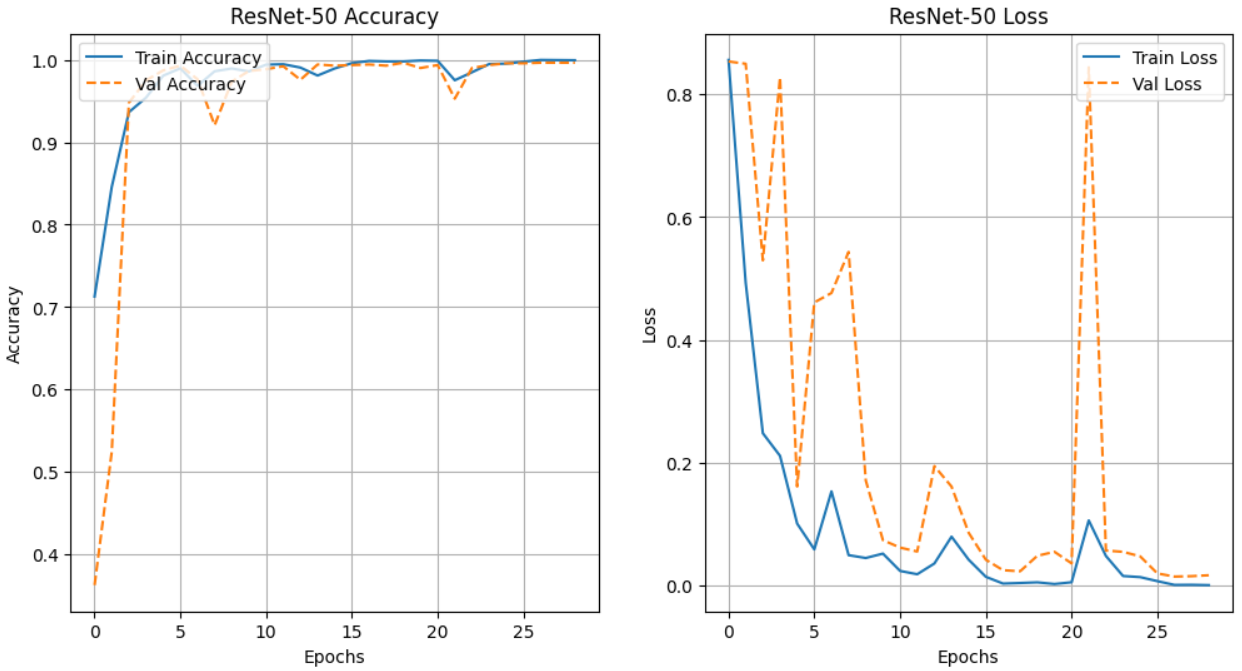 ResNet-50 Accuracy
Train Accuracy
Val Accuracy
1.0
0.9
0.8
0.7
0.6
0.5
0.4
Accuracy
0 5 10 15 20 25
Epochs
ResNet-50 Loss
Train Loss
Val Loss
0.8
0.6
0.4
0.2
0.0
Loss
0 5 10 15 20 25
Epochs